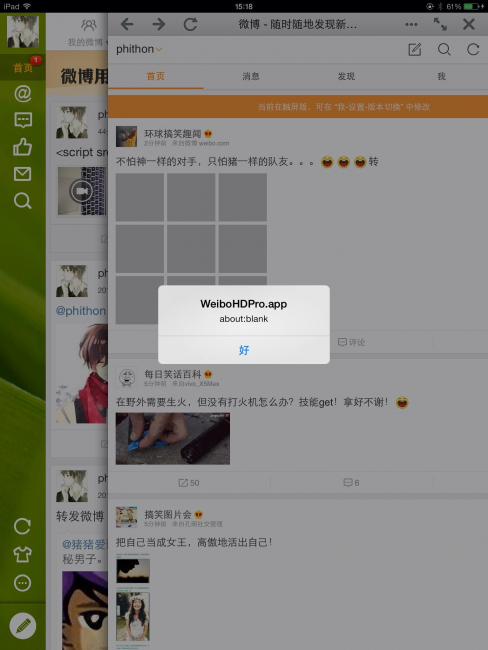 iPad
15:18
61%
首页
1
我的微博
微博用
ph
44
<script sr
ph
201
@phithon
ph
201
转发微博
@猪猪爱
秘男子。
微博 - 随时随地发现新...
phithon
首页
消息
发现
我
当前在触屏版，可在 "我-设置-版本切换" 中修改
环球搞笑趣闻
2分钟前 来自微博 weibo.com
不怕神一样的对手，只怕猪一样的队友。。。 转
WeiboHDPro.app
about:blank
好
评论
每日笑话百科
5分钟前 来自vivo_X5Max
在野外需要生火，但没有打火机怎么办？技能get！拿好不谢！
50
6
搞笑图片会
5分钟前 来自孔明社交管理
把自己当成女王，高傲地活出自己！